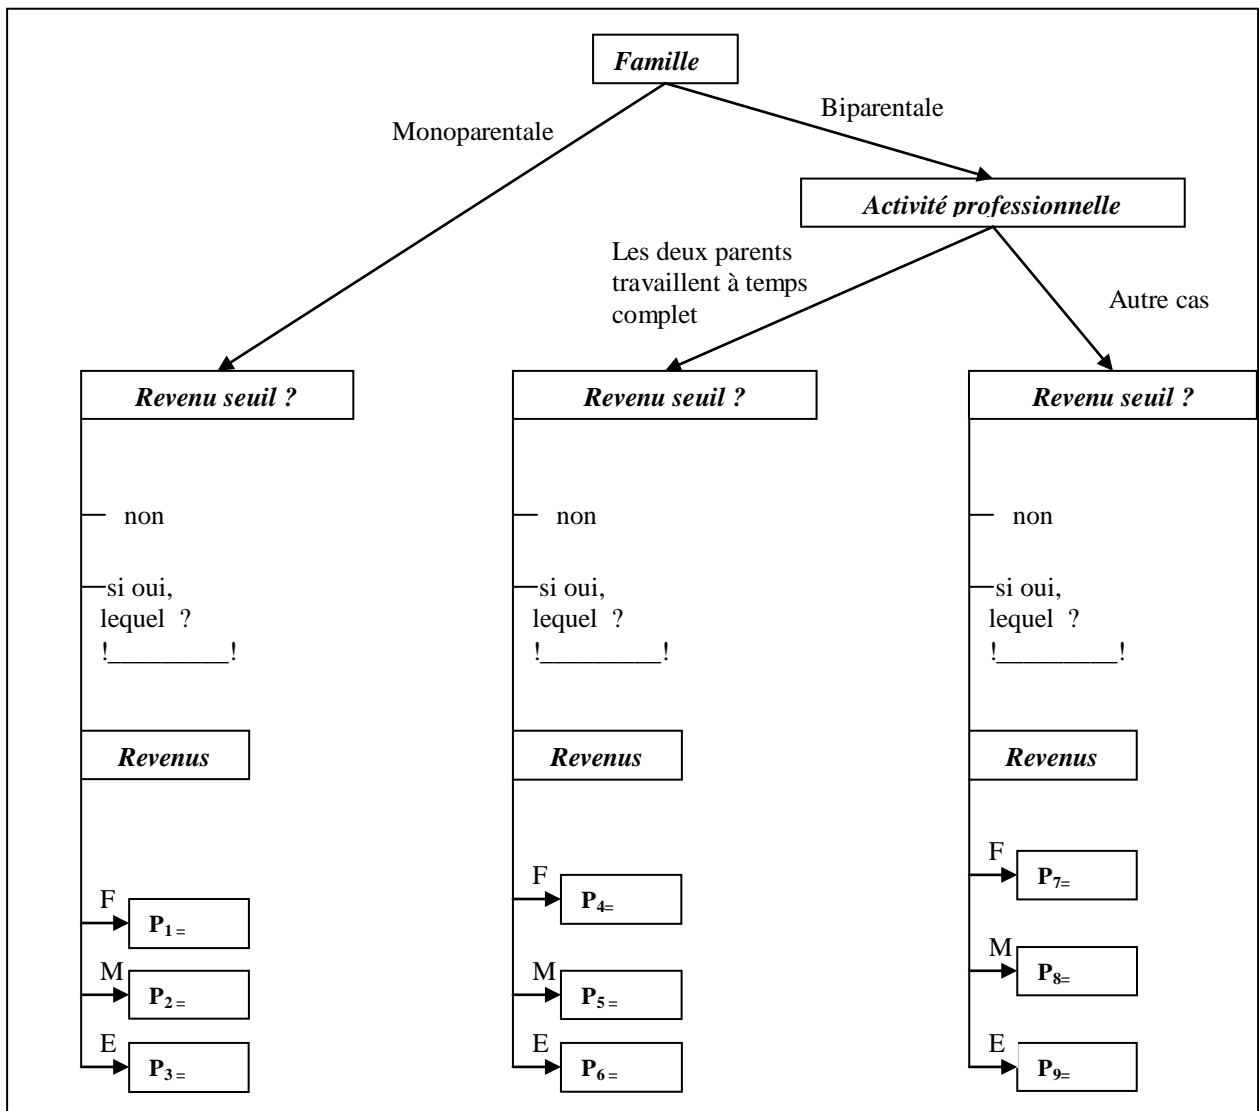 Famille
Biparentale
Monoparentale
Activité professionnelle
Les deux parents
travaillent à temps
complet
Autre cas
Revenu seuil ?
Revenu seuil ?
Revenu seuil ?
non
non
non
si oui,
lequel ?
!_________!
si oui,
lequel ?
!_________!
si oui,
lequel ?
!_________!
Revenus
Revenus
Revenus
F
P1 =
M
P2 =
E
P3 =
F
P4=
M
P5 =
E
P6 =
F
P7=
M
P8=
E
P9=